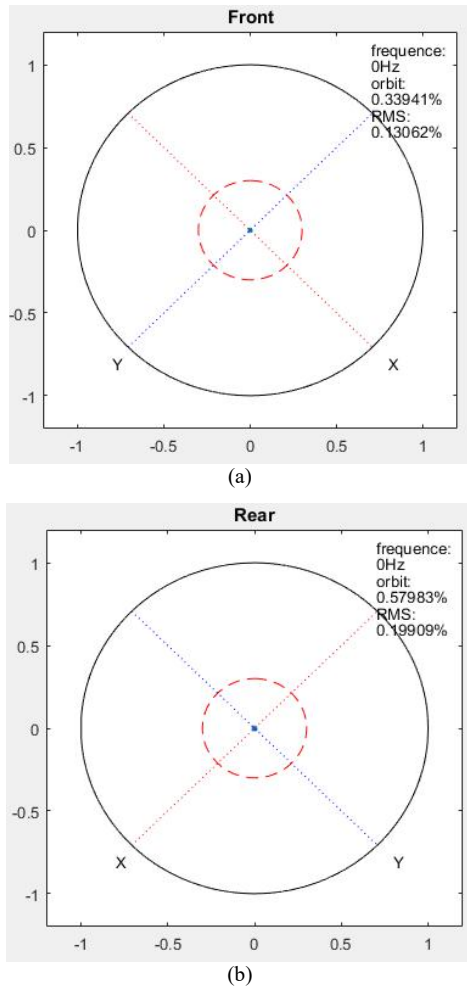 Front
frequence:
0Hz
orbit:
0.33941%
RMS:
0.13062%
1
0.5
0
-0.5
-1
Y
X
-1
-0.5
0
0.5
1
(a)
Rear
frequence:
0Hz
orbit:
0.57983%
RMS:
0.19909%
1
0.5
0
-0.5
-1
X
Y
-1
-0.5
0
0.5
1
(b)